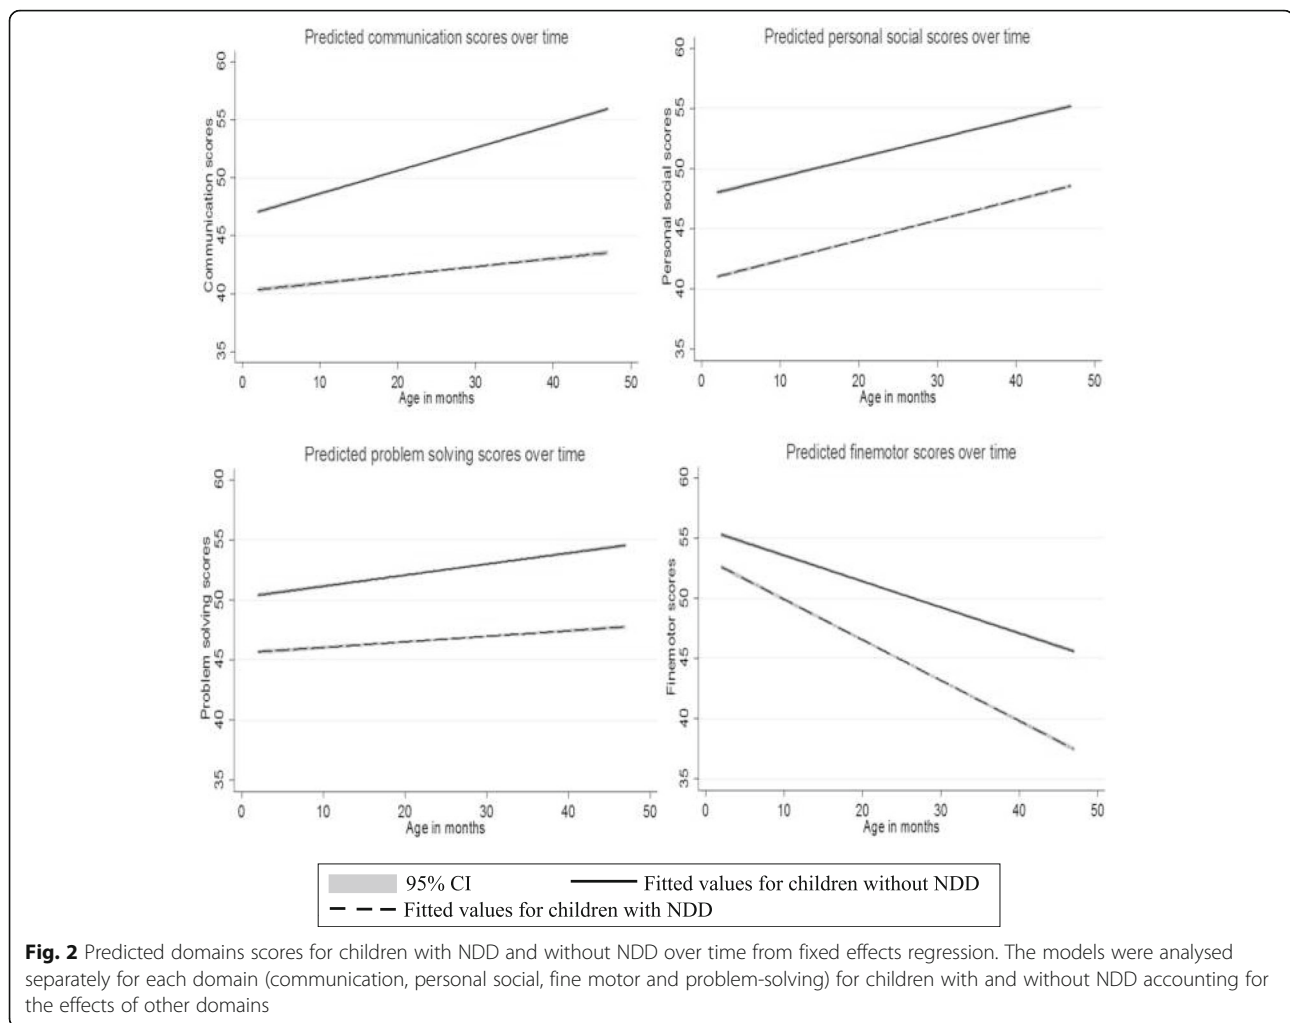 Predicted communication scores over time
Communication scores
60
55
50
45
40
35
0 10 20 30 40 50
Age in months
Predicted personal social scores over time
Personal social scores
60
55
50
45
40
35
0 10 20 30 40 50
Age in months
Predicted problem solving scores over time
Problem solving scores
60
55
50
45
40
35
0 10 20 30 40 50
Age in months
Predicted finemotor scores over time
Finemotor scores
60
55
50
45
40
35
0 10 20 30 40 50
Age in months
95% CI Fitted values for children without NDD
Fitted values for children with NDD
Fig. 2 Predicted domains scores for children with NDD and without NDD over time from fixed effects regression. The models were analysed
separately for each domain (communication, personal social, fine motor and problem-solving) for children with and without NDD accounting for
the effects of other domains